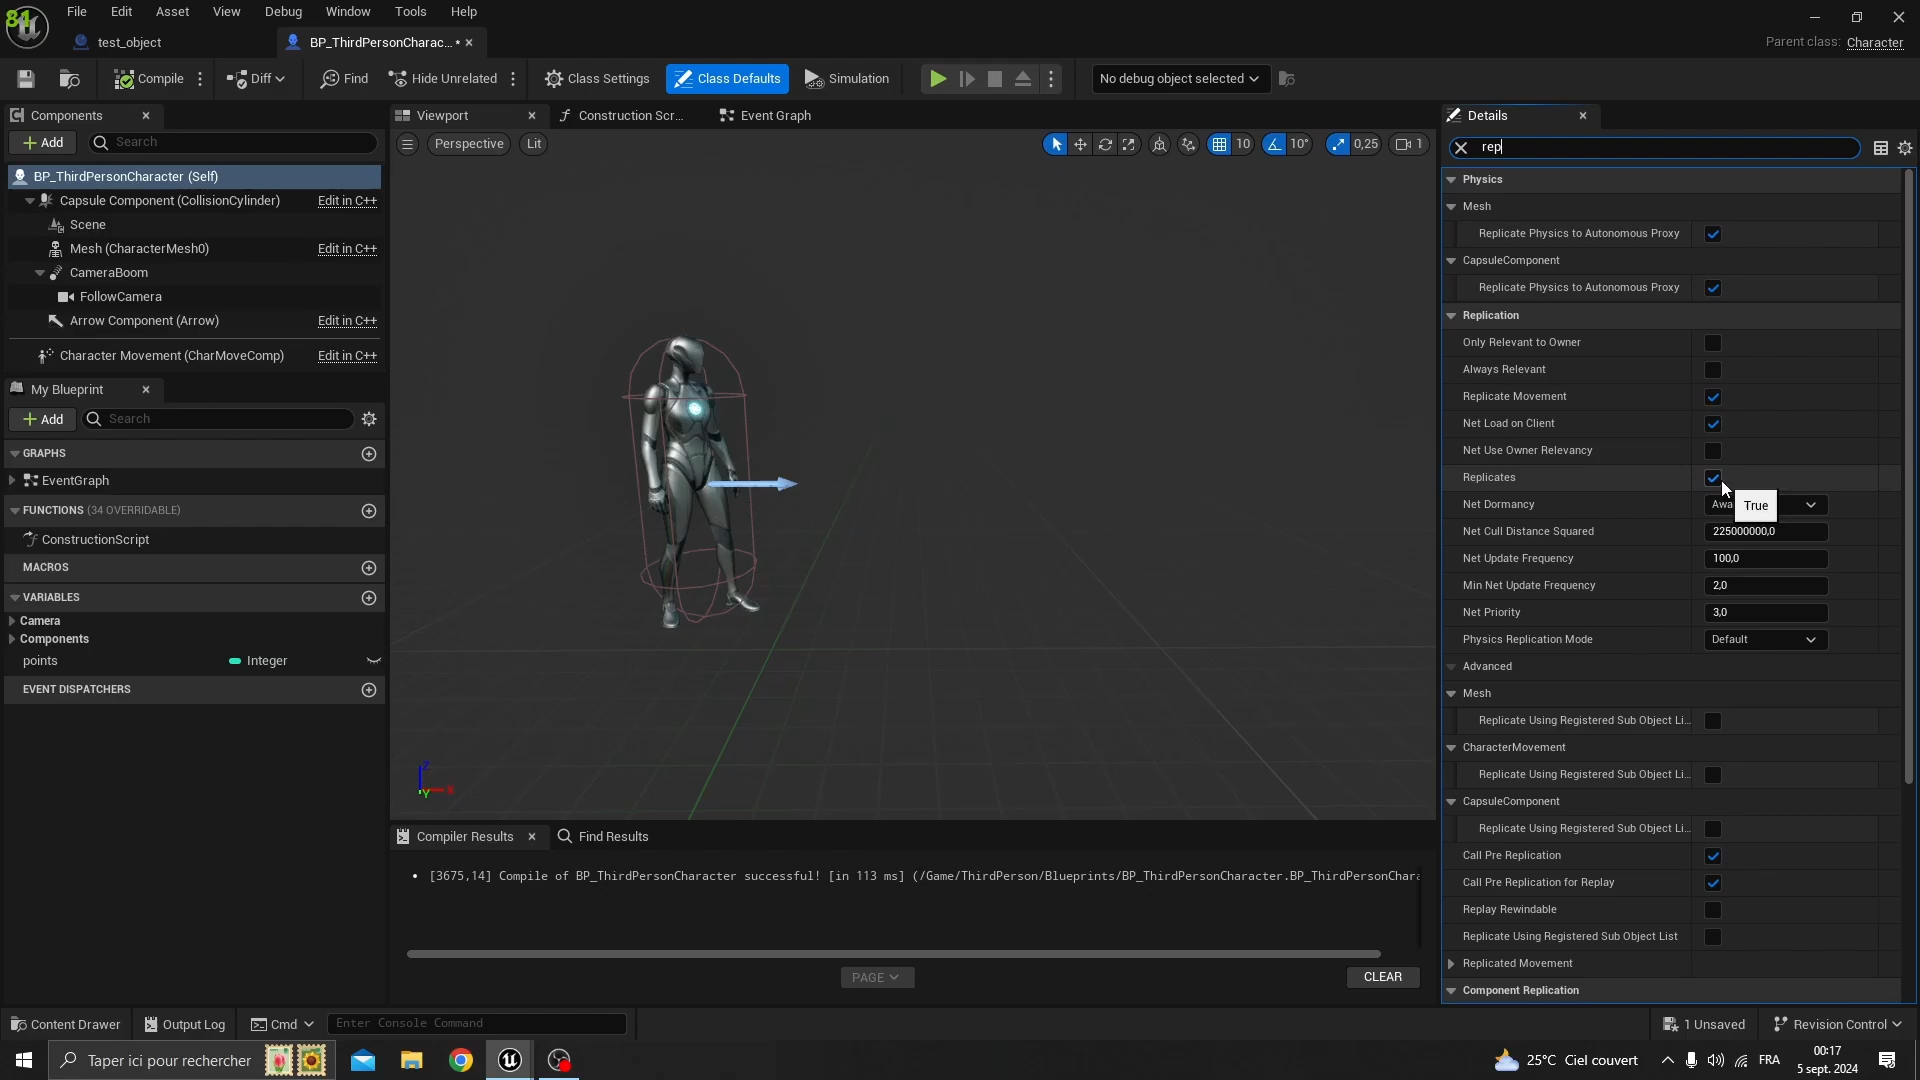 81
File Edit Asset View Debug Window Tools Help
test_object
BP_ThirdPersonCharac... •
Parent class: Character
Compile
Diff
Find
Hide Unrelated
Class Settings
Class Defaults
Simulation
No debug object selected
Components
Add
Search
BP_ThirdPersonCharacter (Self)
Capsule Component (CollisionCylinder) Edit in C++
Scene
Mesh (CharacterMesh0) Edit in C++
CameraBoom
FollowCamera
Arrow Component (Arrow) Edit in C++
Character Movement (CharMoveComp) Edit in C++
My Blueprint
Add
Search
GRAPHS
EventGraph
FUNCTIONS (34 OVERRIDABLE)
ConstructionScript
MACROS
VARIABLES
Camera
Components
points Integer
EVENT DISPATCHERS
Viewport
Construction Scr...
Event Graph
Perspective
Lit
10
10°
0,25
1
Z
X
Y
Compiler Results
Find Results
• [3675,14] Compile of BP_ThirdPersonCharacter successful! [in 113 ms] (/Game/ThirdPerson/Blueprints/BP_ThirdPersonCharacter.BP_ThirdPersonChara
PAGE
CLEAR
Details
rep
Physics
Mesh
Replicate Physics to Autonomous Proxy
CapsuleComponent
Replicate Physics to Autonomous Proxy
Replication
Only Relevant to Owner
Always Relevant
Replicate Movement
Net Load on Client
Net Use Owner Relevancy
Replicates
True
Net Dormancy Awa
Net Cull Distance Squared 225000000,0
Net Update Frequency 100,0
Min Net Update Frequency 2,0
Net Priority 3,0
Physics Replication Mode Default
Advanced
Mesh
Replicate Using Registered Sub Object Li...
CharacterMovement
Replicate Using Registered Sub Object Li...
CapsuleComponent
Replicate Using Registered Sub Object Li...
Call Pre Replication
Call Pre Replication for Replay
Replay Rewindable
Replicate Using Registered Sub Object List
Replicated Movement
Component Replication
Content Drawer
Output Log
Cmd
Enter Console Command
1 Unsaved
Revision Control
Taper ici pour rechercher
25°C Ciel couvert
FRA
00:17
5 sept. 2024